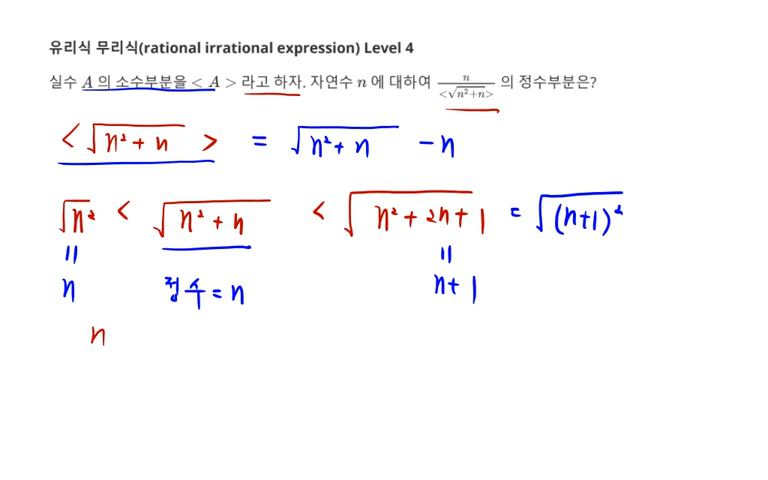 유리식 무리식(rational irrational expression) Level 4
실수 A 의 소수부분을 < A > 라고 하자. 자연수 n 에 대하여 n/<√(n²+n)> 의 정수부분은?
< √(n²+n) > = √(n²+n) - n
√n² < √(n²+n) < √(n²+2n+1) = √(n+1)²
= = 
n 정수 = n n+1
n